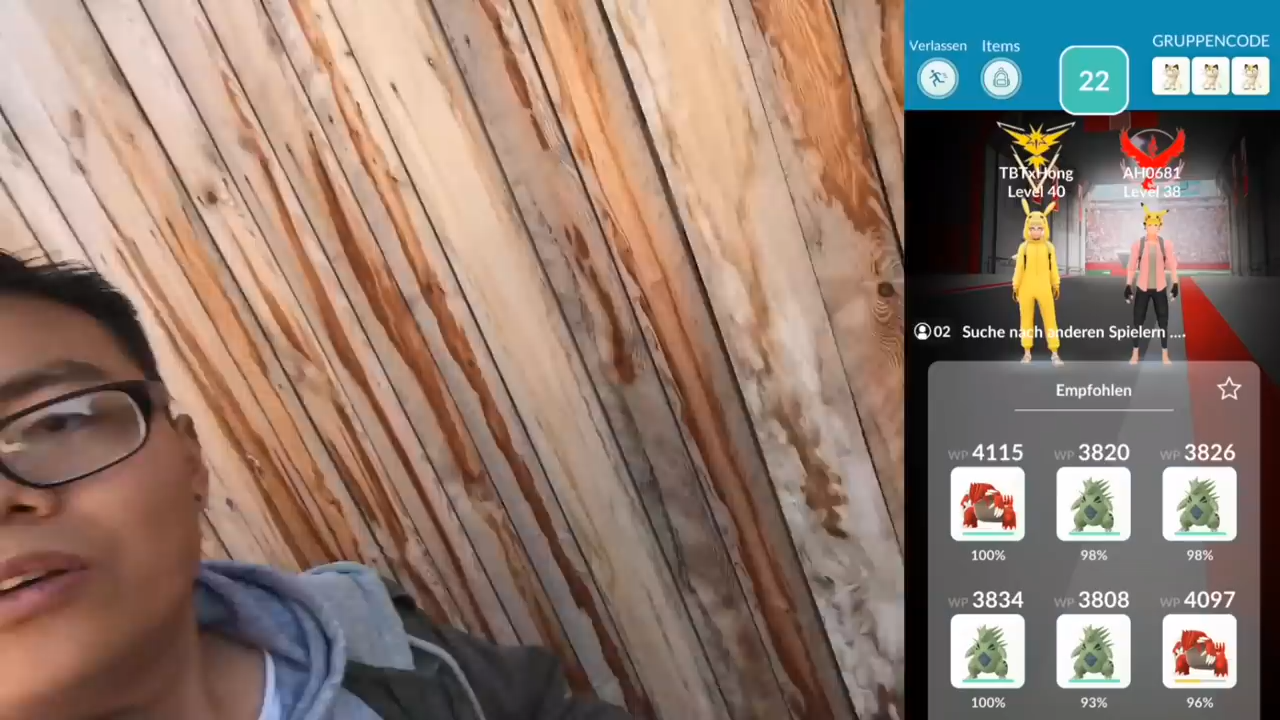 Verlassen
Items
22
GRUPPENCODE
TBTxHong
Level 40
AH0681
Level 38
02 Suche nach anderen Spielern ....
Empfohlen
WP 4115
WP 3820
WP 3826
100%
98%
98%
WP 3834
WP 3808
WP 4097
100%
93%
96%